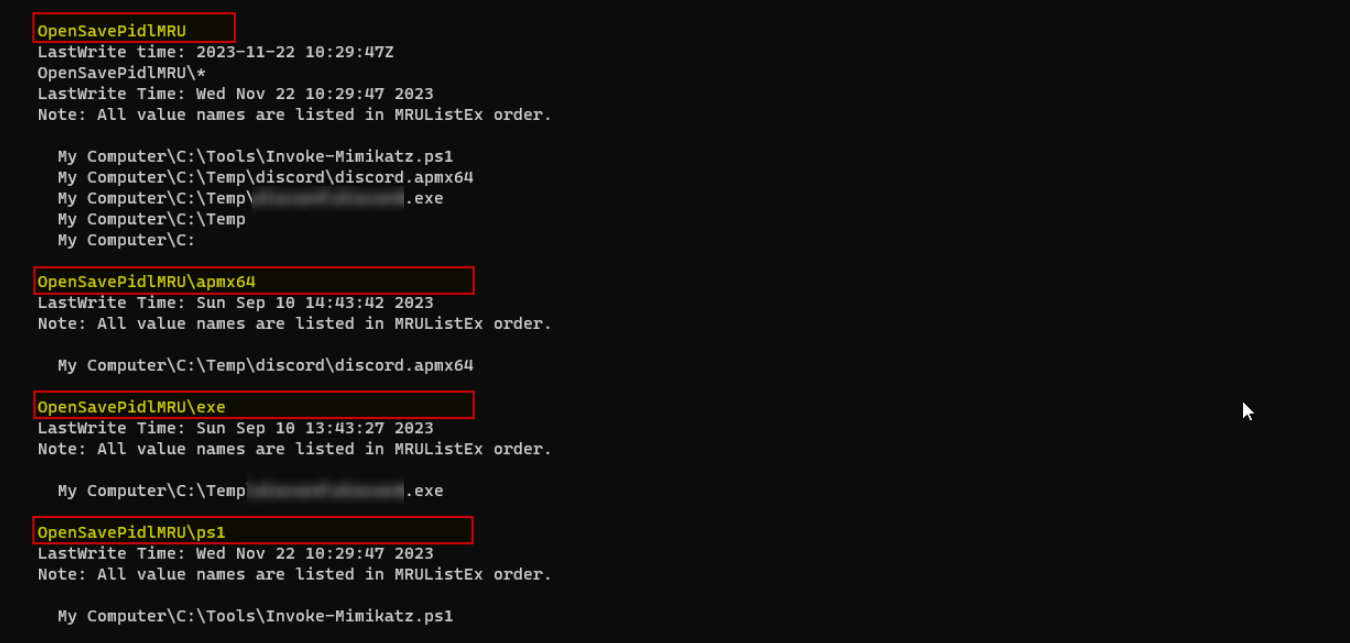 OpenSavePidlMRU
LastWrite time: 2023-11-22 10:29:47Z
OpenSavePidlMRU\*
LastWrite Time: Wed Nov 22 10:29:47 2023
Note: All value names are listed in MRUListEx order.
My Computer\C:\Tools\Invoke-Mimikatz.ps1
My Computer\C:\Temp\discord\discord.apmx64
My Computer\C:\Temp\ .exe
My Computer\C:\Temp
My Computer\C:
OpenSavePidlMRU\apmx64
LastWrite Time: Sun Sep 10 14:43:42 2023
Note: All value names are listed in MRUListEx order.
My Computer\C:\Temp\discord\discord.apmx64
OpenSavePidlMRU\exe
LastWrite Time: Sun Sep 10 13:43:27 2023
Note: All value names are listed in MRUListEx order.
My Computer\C:\Temp .exe
OpenSavePidlMRU\ps1
LastWrite Time: Wed Nov 22 10:29:47 2023
Note: All value names are listed in MRUListEx order.
My Computer\C:\Tools\Invoke-Mimikatz.ps1